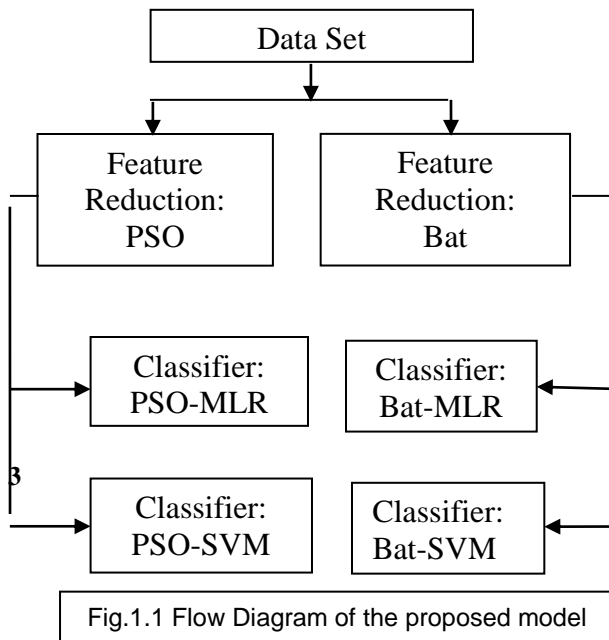 Data Set
Feature
Reduction:
PSO
Feature
Reduction:
Bat
Classifier:
PSO-MLR
Classifier:
Bat-MLR
3
Classifier:
PSO-SVM
Classifier:
Bat-SVM
Fig.1.1 Flow Diagram of the proposed model